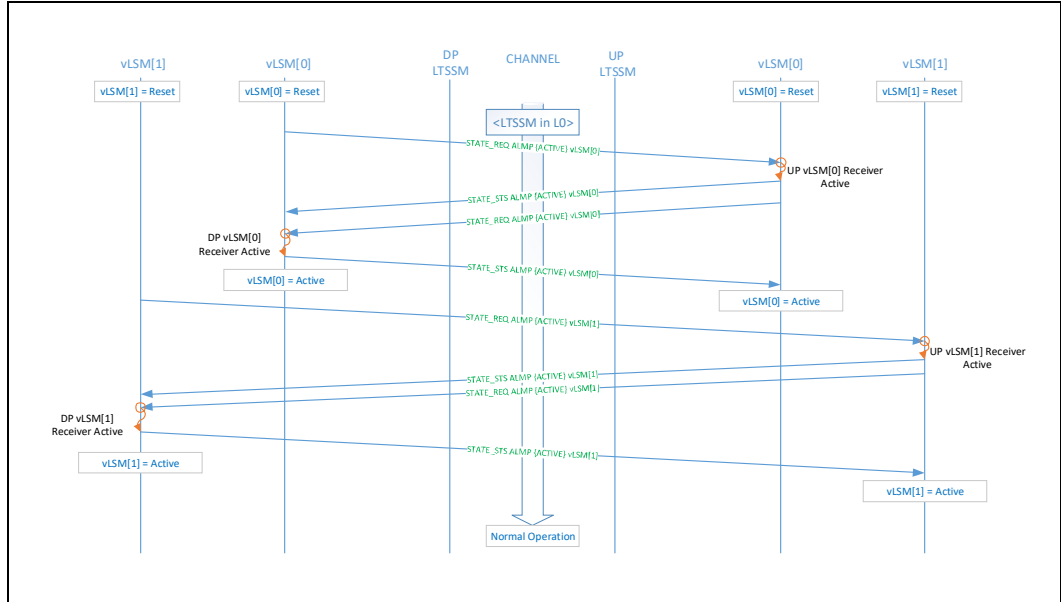 DP
LTSSM
CHANNEL
UP
LTSSM
vLSM[1]
vLSM[0]
vLSM[0]
vLSM[1]
vLSM[1] = Reset
vLSM[0] = Reset
vLSM[0] = Reset
vLSM[1] = Reset
<LTSSM in L0>
STATE_REQ ALMP {ACTIVE} vLSM[0]
UP vLSM[0] Receiver
Active
STATE_STS ALMP {ACTIVE} vLSM[0]
STATE_REQ ALMP {ACTIVE} vLSM[0]
DP vLSM[0]
Receiver Active
STATE_STS ALMP {ACTIVE} vLSM[0]
vLSM[0] = Active
vLSM[0] = Active
STATE_REQ ALMP {ACTIVE} vLSM[1]
UP vLSM[1] Receiver
Active
STATE_STS ALMP {ACTIVE} vLSM[1]
STATE_REQ ALMP {ACTIVE} vLSM[1]
DP vLSM[1]
Receiver Active
STATE_STS ALMP {ACTIVE} vLSM[1]
vLSM[1] = Active
vLSM[1] = Active
Normal Operation